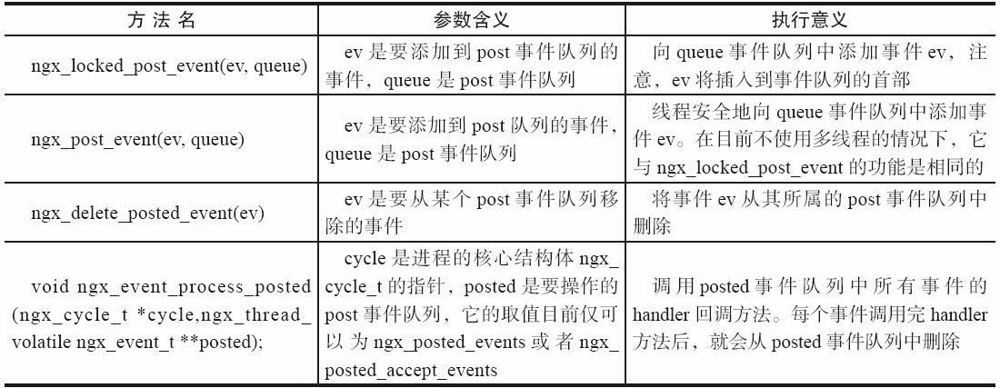 方 法 名
参数含义
执行意义
ngx_locked_post_event(ev, queue)
ev 是要添加到 post 事件队列的
事件，queue 是 post 事件队列
向 queue 事件队列中添加事件 ev，注
意，ev 将插入到事件队列的首部
ngx_post_event(ev, queue)
ev 是要添加到 post 队列的事件，
queue 是 post 事件队列
线程安全地向 queue 事件队列中添加事
件 ev。在目前不使用多线程的情况下，它
与 ngx_locked_post_event 的功能是相同的
ngx_delete_posted_event(ev)
ev 是要从某个 post 事件队列移
除的事件
将事件 ev 从其所属的 post 事件队列中
删除
void ngx_event_process_posted
(ngx_cycle_t *cycle,ngx_thread_
volatile ngx_event_t **posted);
cycle 是进程的核心结构体 ngx_
cycle_t 的指针，posted 是要操作的
post 事件队列，它的取值目前仅可
以 为 ngx_posted_events 或 者 ngx_
posted_accept_events
调 用 posted 事 件 队 列 中 所 有 事 件 的
handler 回调方法。每个事件调用完 handler
方法后，就会从 posted 事件队列中删除